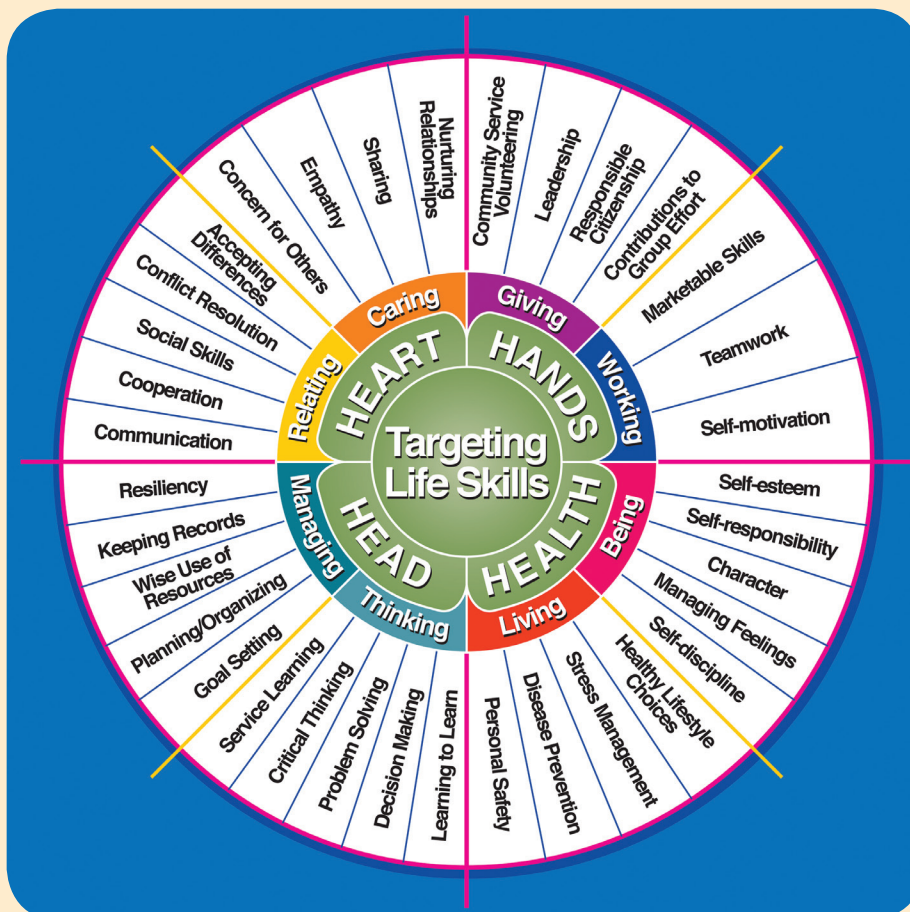 Targeting
Life Skills
HEART
HANDS
HEALTH
HEAD
Caring
Giving
Working
Being
Living
Thinking
Managing
Relating
Nurturing
Relationships
Sharing
Empathy
Concern for Others
Accepting
Differences
Conflict Resolution
Social Skills
Cooperation
Communication
Community Service
Volunteering
Leadership
Responsible
Citizenship
Contributions to
Group Effort
Marketable Skills
Teamwork
Self-motivation
Self-esteem
Self-responsibility
Character
Managing Feelings
Self-discipline
Healthy Lifestyle
Choices
Stress Management
Disease Prevention
Personal Safety
Learning to Learn
Decision Making
Problem Solving
Critical Thinking
Service Learning
Goal Setting
Planning/Organizing
Wise Use of
Resources
Keeping Records
Resiliency